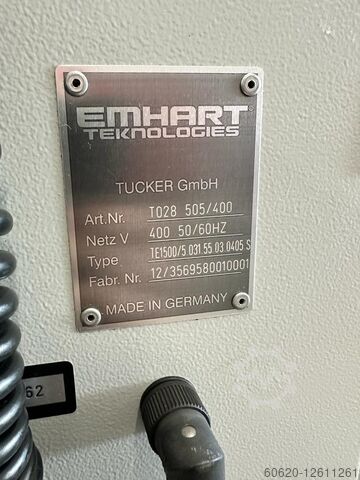 EMHART
TEKNOLOGIES
TUCKER GmbH
Art.Nr. T028 505/400
Netz V 400 50/60HZ
Type TE1500/5 031 55 03 0405 S
Fabr. Nr. 12/3569580010001
MADE IN GERMANY
62
60620-12611261